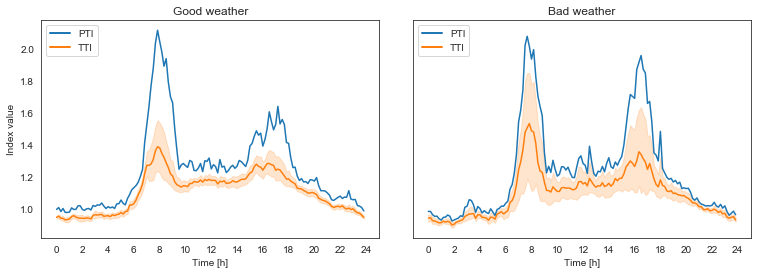 Good weather
PTI
TTI
Index value
2.0
1.8
1.6
1.4
1.2
1.0
0 2 4 6 8 10 12 14 16 18 20 22 24
Time [h]
Bad weather
PTI
TTI
0 2 4 6 8 10 12 14 16 18 20 22 24
Time [h]